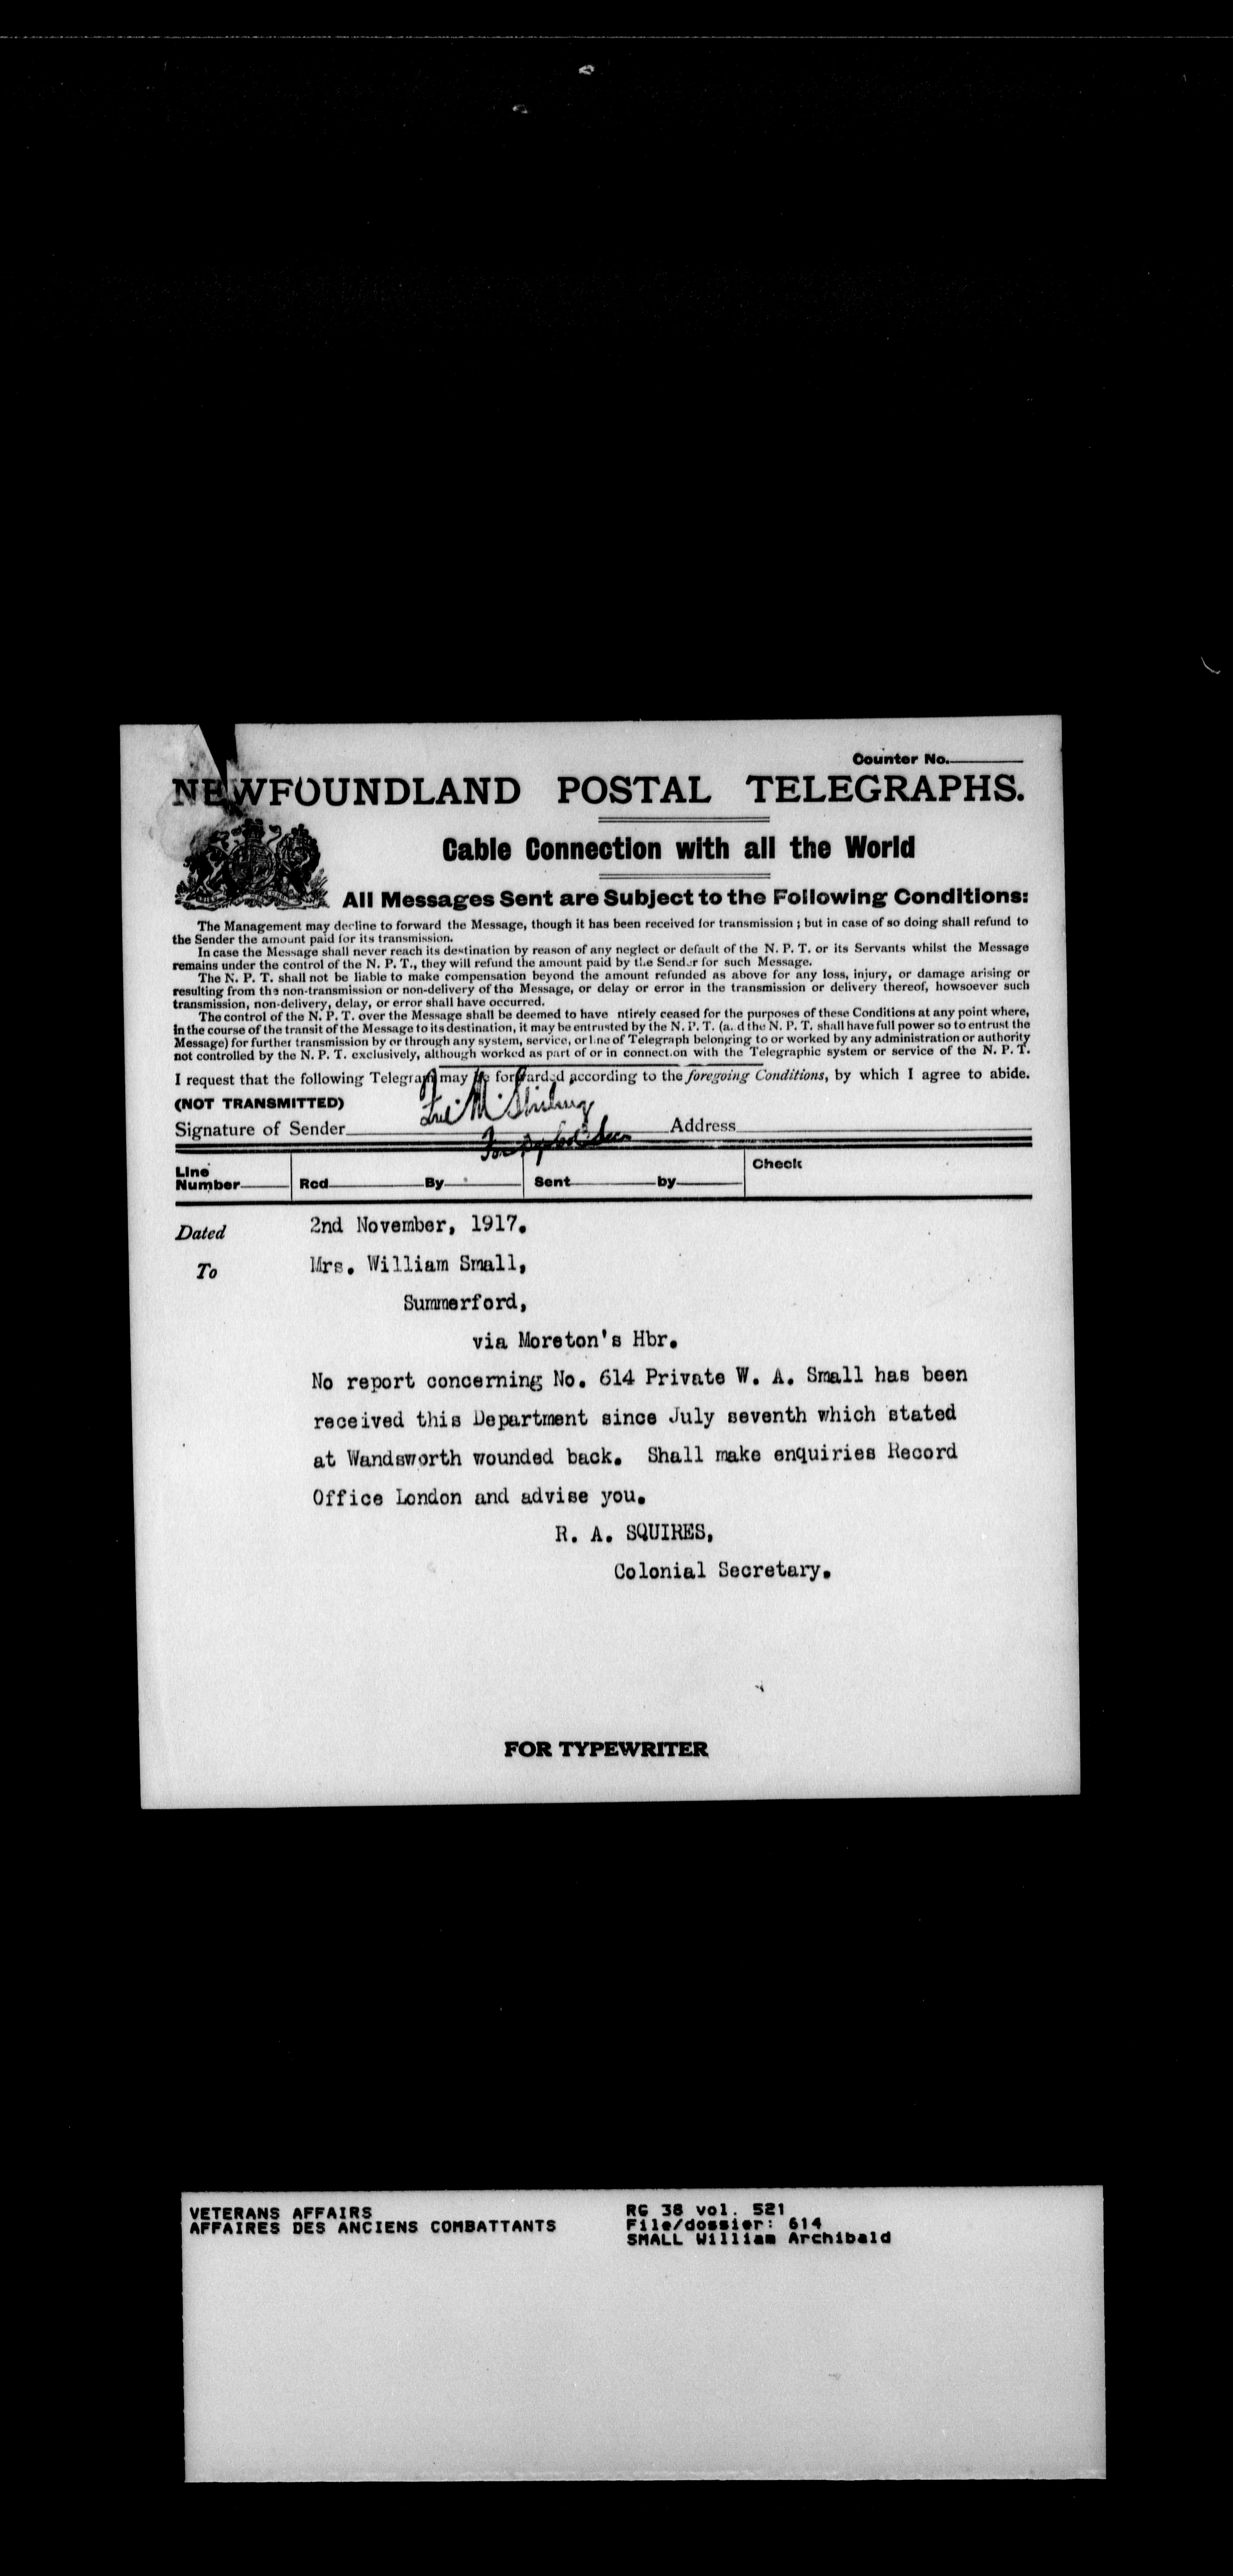 Counter No.
NEWFOUNDLAND POSTAL TELEGRAPHS.
Cable Connection with all the World
All Messages Sent are Subject to the Following Conditions:
The Management may decline to forward the Message, though it has been received for transmission ; but in case of so doing shall refund to
the Sender the amount paid for its transmission.
In case the Message shall never reach its destination by reason of any neglect or default of the N. P. T. or its Servants whilst the Message
remains under the control of the N. P. T., they will refund the amount paid by the Sender for such Message.
The N. P. T. shall not be liable to make compensation beyond the amount refunded as above for any loss, injury, or damage arising or
resulting from the non-transmission or non-delivery of the Message, or delay or error in the transmission or delivery thereof, howsoever such
transmission, non-delivery, delay, or error shall have occurred.
The control of the N. P. T. over the Message shall be deemed to have ntirely ceased for the purposes of these Conditions at any point where,
in the course of the transit of the Message to its destination, it may be entrusted by the N. P. T. (a. d the N. P. T. shall have full power so to entrust the
Message) for further transmission by or through any system, service, or line of Telegraph belonging to or worked by any administration or authority
not controlled by the N. P. T. exclusively, although worked as part of or in connect.on with the Telegraphic system or service of the N. P. T.
I request that the following Telegram may be forwarded according to the foregoing Conditions, by which I agree to abide.
(NOT TRANSMITTED)
Signature of Sender Address
Line Number Rcd By Sent by Check
Dated 2nd November, 1917.
To Mrs. William Small,
Summerford,
via Moreton's Hbr.
No report concerning No. 614 Private W. A. Small has been
received this Department since July seventh which stated
at Wandsworth wounded back. Shall make enquiries Record
Office London and advise you.
R. A. SQUIRES,
Colonial Secretary.
FOR TYPEWRITER
VETERANS AFFAIRS
AFFAIRES DES ANCIENS COMBATTANTS
RG 38 vol. 521
File/dossier: 614
SMALL William Archibald